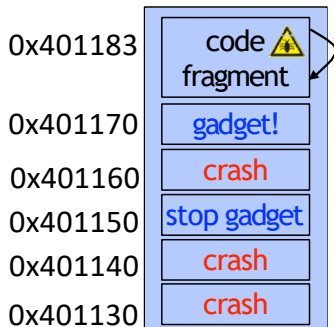 0x401183 code
fragment
0x401170 gadget!
0x401160 crash
0x401150 stop gadget
0x401140 crash
0x401130 crash